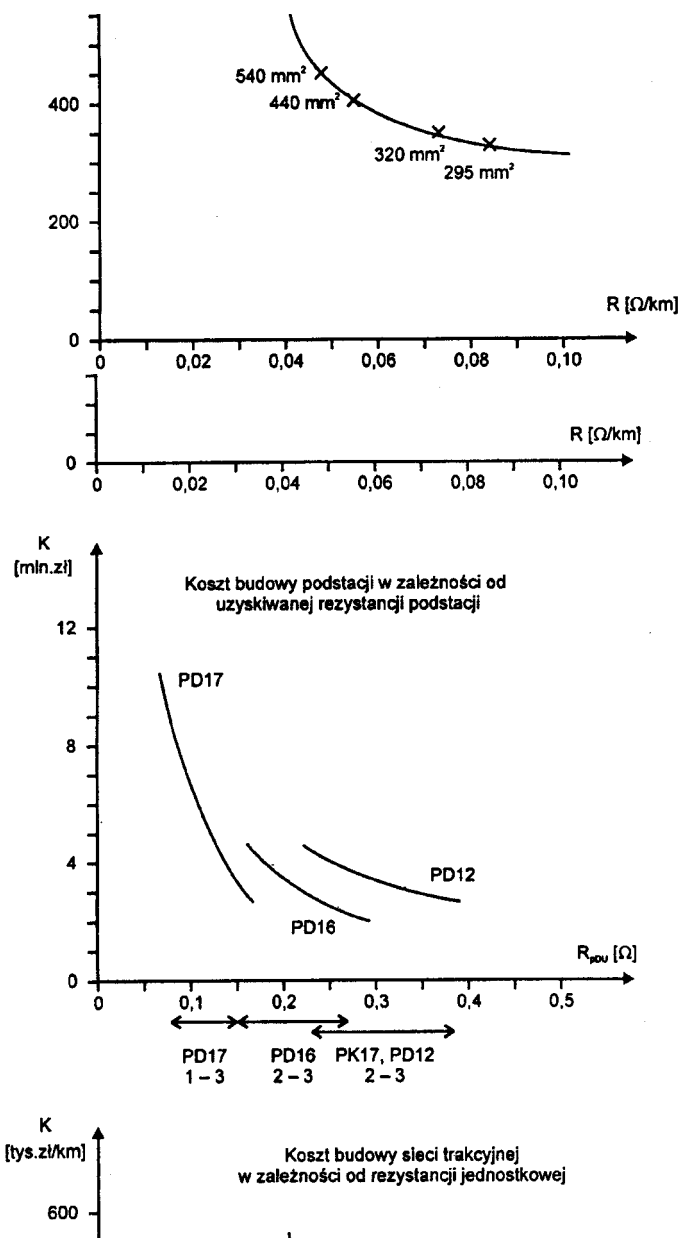 540 mm²
400
440 mm²
320 mm²
295 mm²
200
R [Ω/km]
0
0 0,02 0,04 0,06 0,08 0,10
R [Ω/km]
0
0 0,02 0,04 0,06 0,08 0,10
K
[mln.zł]
Koszt budowy podstacji w zależności od
uzyskiwanej rezystancji podstacji
12
PD17
8
4
PD12
PD16
RpDU [Ω]
0
0 0,1 0,2 0,3 0,4 0,5
PD17 PD16 PK17, PD12
1 – 3 2 – 3 2 – 3
K
[tys.zł/km]
Koszt budowy sieci trakcyjnej
w zależności od rezystancji jednostkowej
600